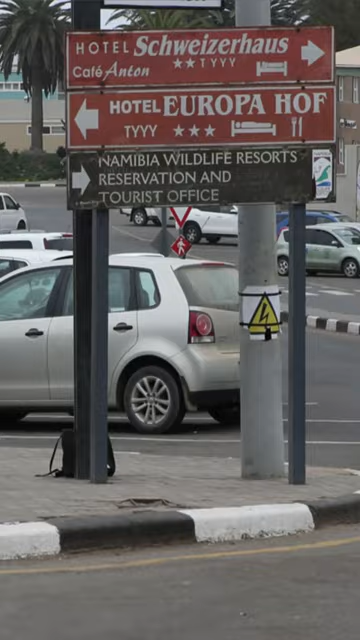 HOTEL Schweizerhaus
Café Anton ★★TYYY
HOTEL EUROPA HOF
TYYY ★★★
NAMIBIA WILDLIFE RESORTS
RESERVATION AND
TOURIST OFFICE